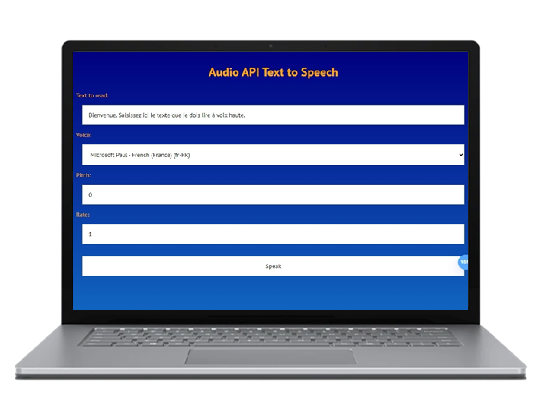 Audio API Text to Speech
Text to read:
Bienvenue. Saisissez ici le texte que je dois lire à voix haute.
Voice:
Microsoft Paul - French (France) (fr-FR)
Pitch:
0
Rate:
1
Speak